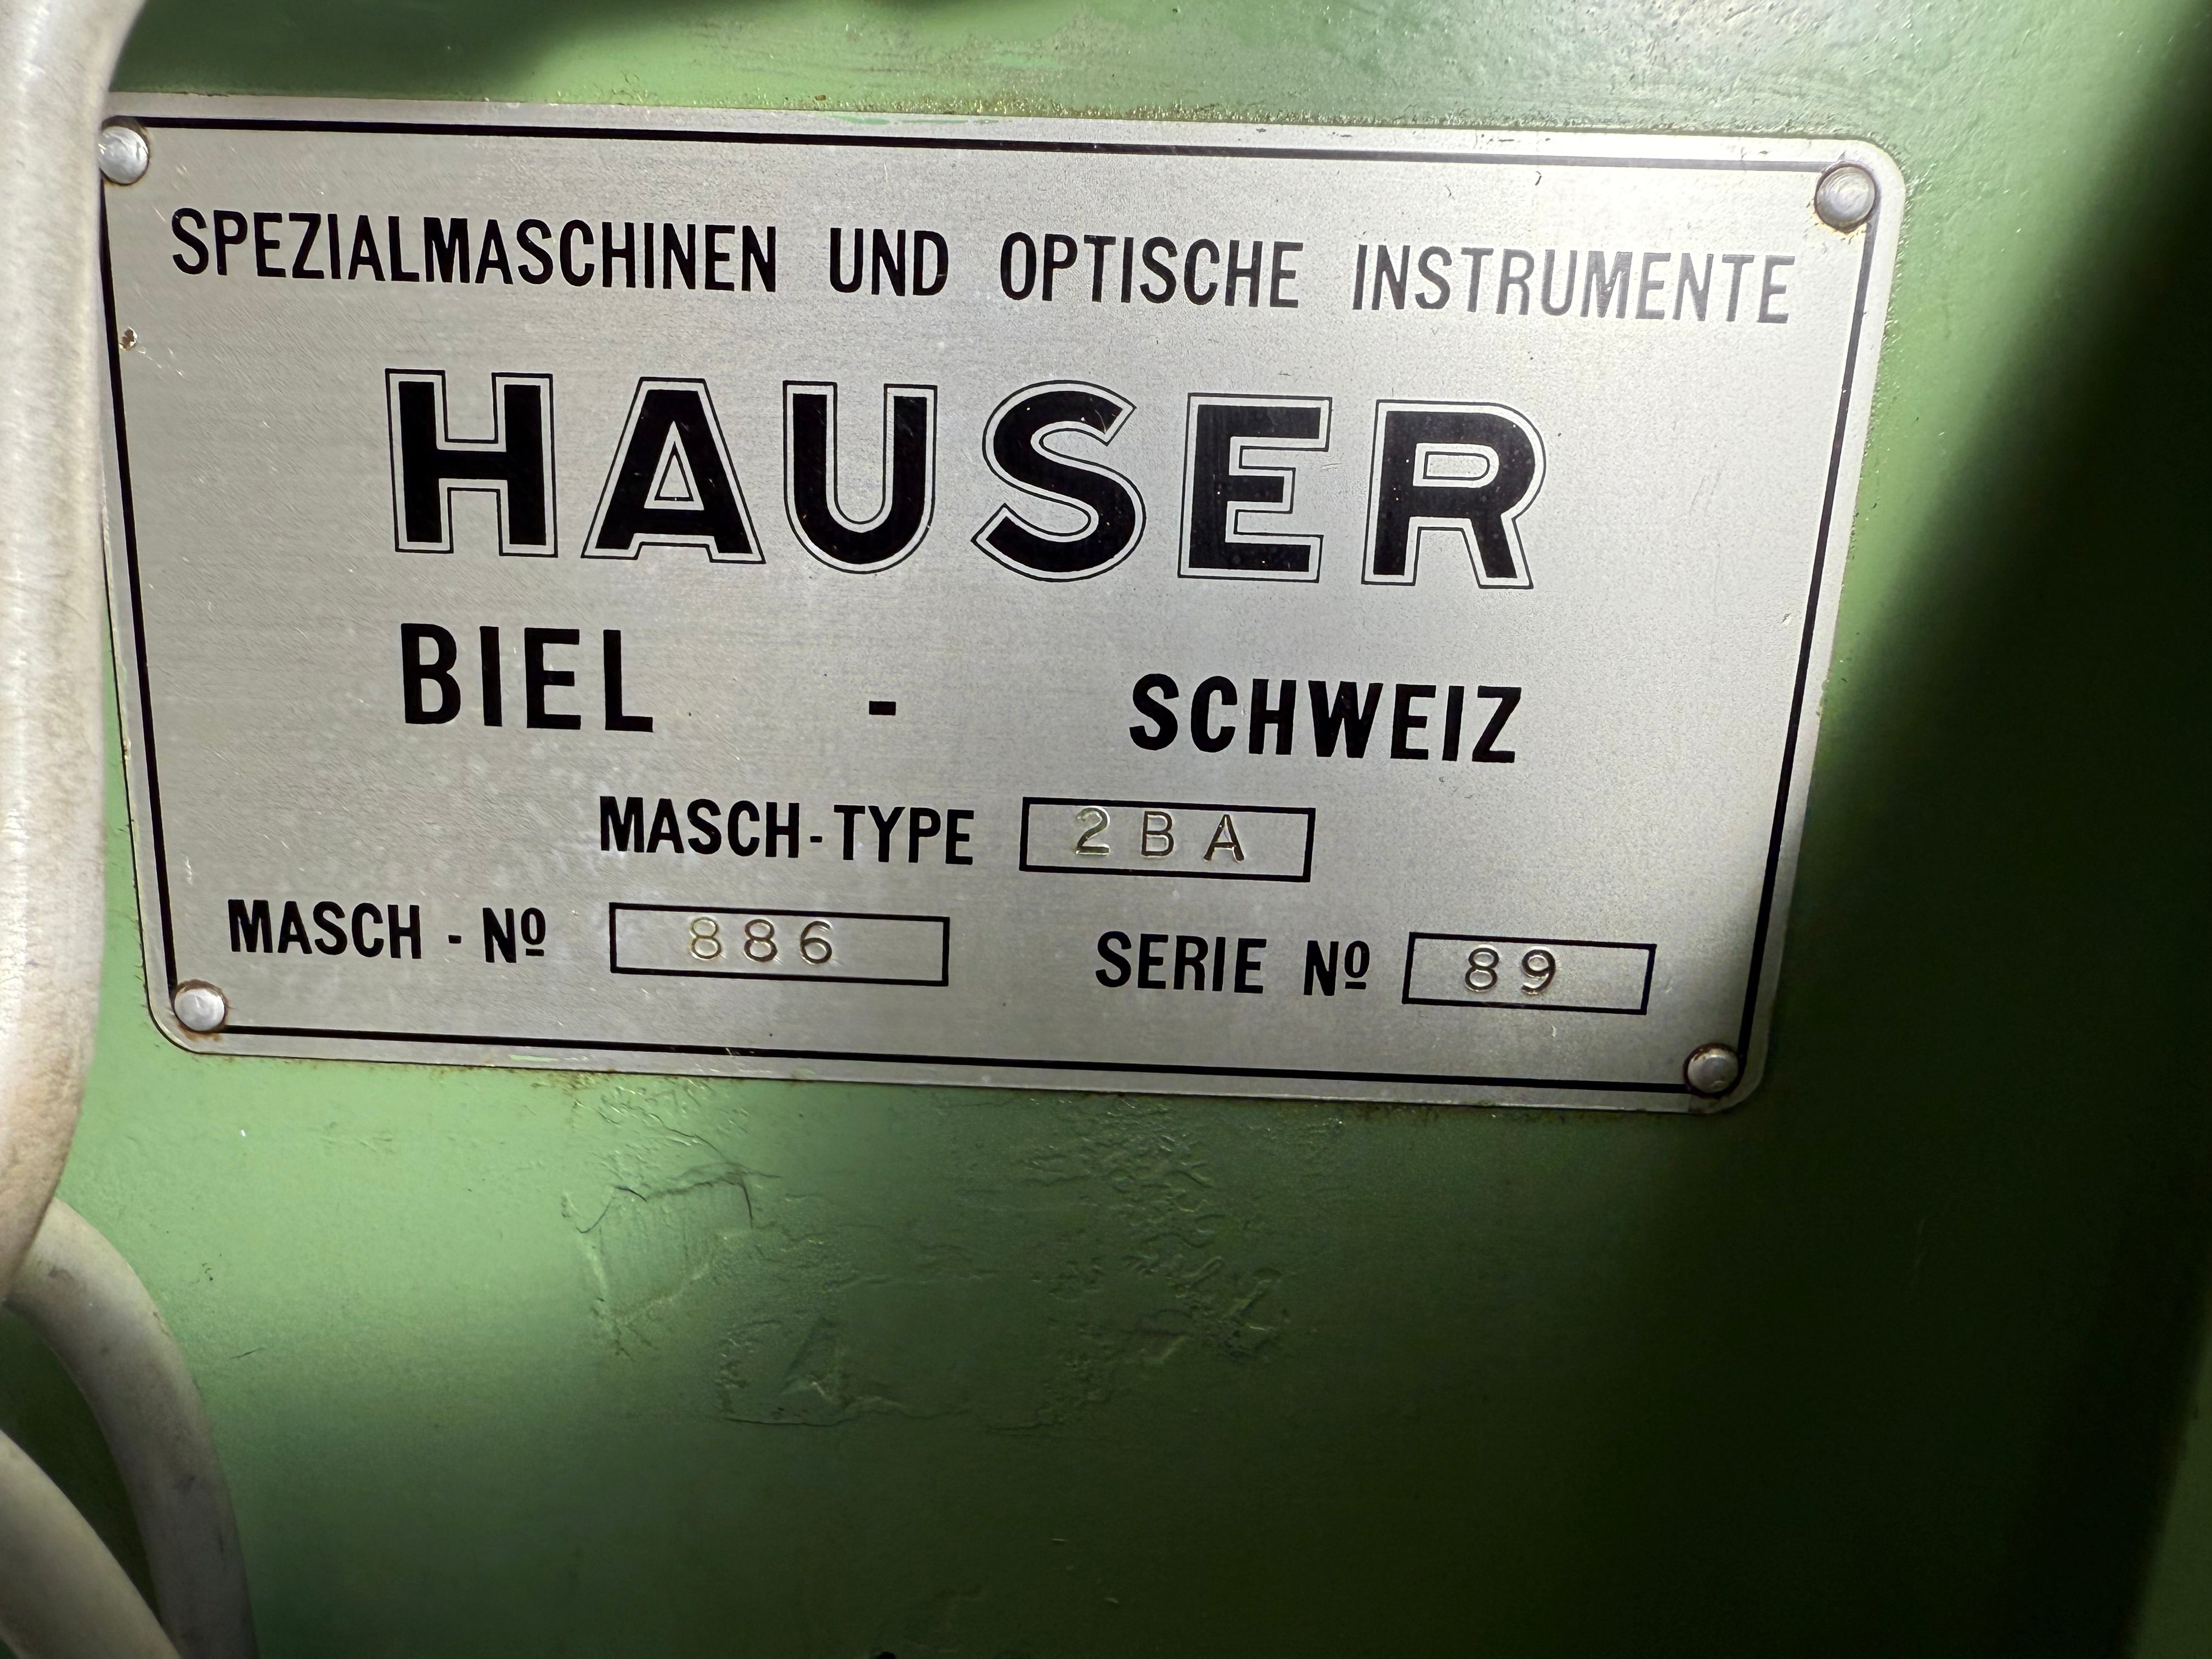 SPEZIALMASCHINEN UND OPTISCHE INSTRUMENTE
HAUSER
BIEL - SCHWEIZ
MASCH-TYPE 2BA
MASCH - Nº 886 SERIE Nº 89